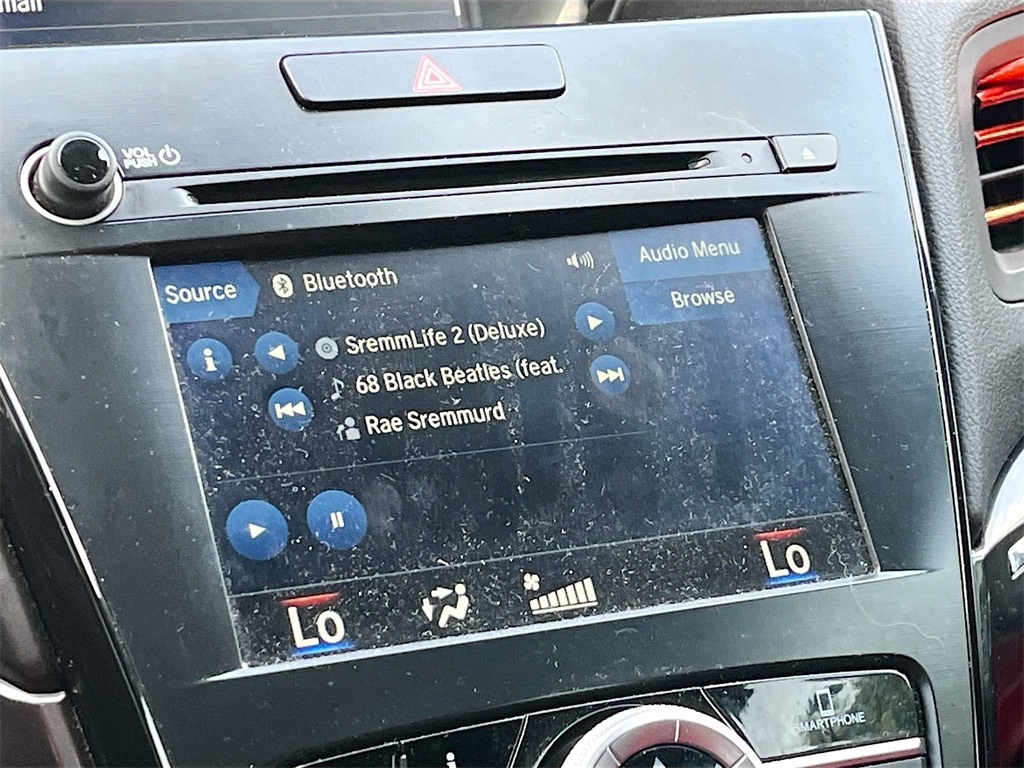 VOL
PUSH
Source
Bluetooth
Audio Menu
Browse
SremmLife 2 (Deluxe)
68 Black Beatles (feat.
Rae Sremmurd
Lo
Lo
SMARTPHONE